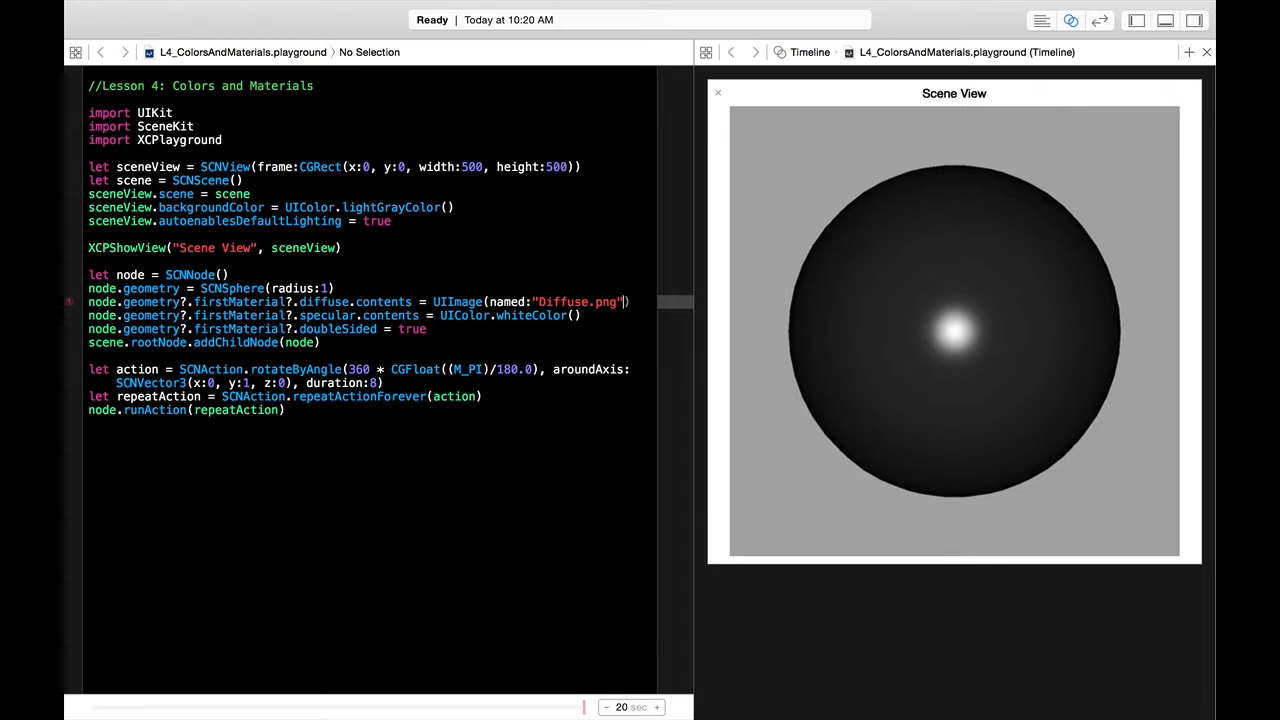 Ready | Today at 10:20 AM
L4_ColorsAndMaterials.playground 〉No Selection
Timeline 〉L4_ColorsAndMaterials.playground (Timeline)
//Lesson 4: Colors and Materials
import UIKit
import SceneKit
import XCPlayground
let sceneView = SCNView(frame:CGRect(x:0, y:0, width:500, height:500))
let scene = SCNScene()
sceneView.scene = scene
sceneView.backgroundColor = UIColor.lightGrayColor()
sceneView.autoenablesDefaultLighting = true
XCPShowView("Scene View", sceneView)
let node = SCNNode()
node.geometry = SCNSphere(radius:1)
node.geometry?.firstMaterial?.diffuse.contents = UIImage(named:"Diffuse.png")
node.geometry?.firstMaterial?.specular.contents = UIColor.whiteColor()
node.geometry?.firstMaterial?.doubleSided = true
scene.rootNode.addChildNode(node)
let action = SCNAction.rotateByAngle(360 * CGFloat((M_PI)/180.0), aroundAxis:
SCNVector3(x:0, y:1, z:0), duration:8)
let repeatAction = SCNAction.repeatActionForever(action)
node.runAction(repeatAction)
Scene View
− 20 sec +